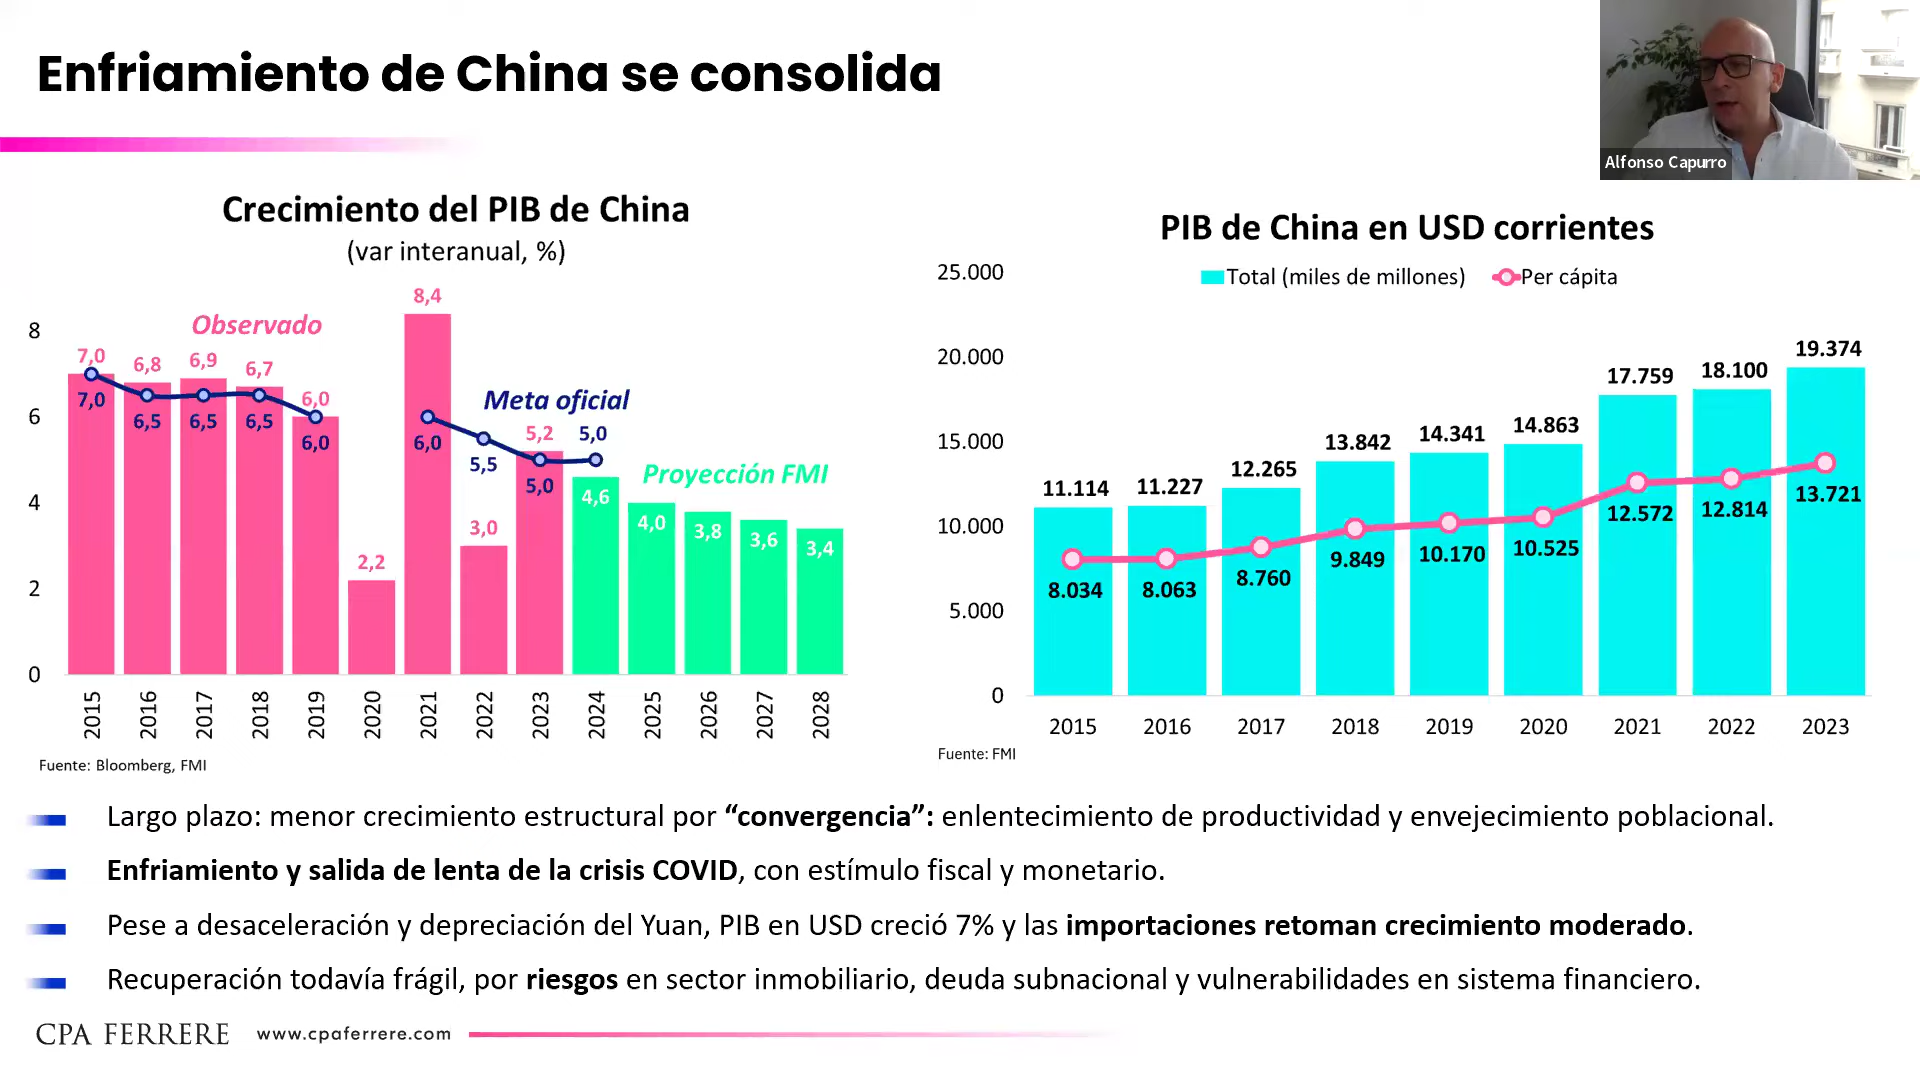 Enfriamiento de China se consolida
Alfonso Capurro
Crecimiento del PIB de China
(var interanual, %)
8
6
4
2
0
Observado
Meta oficial
Proyección FMI
7,0
6,8
6,9
6,7
6,0
2,2
8,4
3,0
5,2
7,0
6,5
6,5
6,5
6,0
6,0
5,5
5,0
5,0
4,6
4,0
3,8
3,6
3,4
2015 2016 2017 2018 2019 2020 2021 2022 2023 2024 2025 2026 2027 2028
Fuente: Bloomberg, FMI
PIB de China en USD corrientes
Total (miles de millones) Per cápita
25.000
20.000
15.000
10.000
5.000
0
11.114
11.227
12.265
13.842
14.341
14.863
17.759
18.100
19.374
8.034
8.063
8.760
9.849
10.170
10.525
12.572
12.814
13.721
2015 2016 2017 2018 2019 2020 2021 2022 2023
Fuente: FMI
Largo plazo: menor crecimiento estructural por “convergencia”: enlentecimiento de productividad y envejecimiento poblacional.
Enfriamiento y salida de lenta de la crisis COVID, con estímulo fiscal y monetario.
Pese a desaceleración y depreciación del Yuan, PIB en USD creció 7% y las importaciones retoman crecimiento moderado.
Recuperación todavía frágil, por riesgos en sector inmobiliario, deuda subnacional y vulnerabilidades en sistema financiero.
CPA FERRERE www.cpaferrere.com